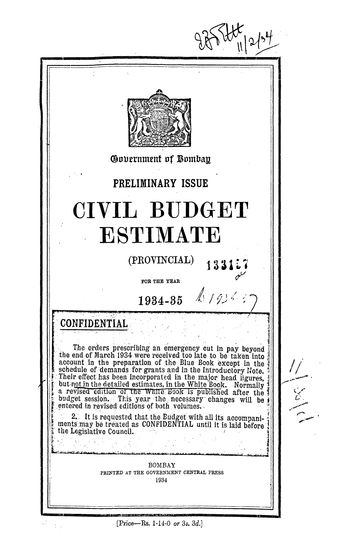 11/2/34
Government of Bombay
PRELIMINARY ISSUE
CIVIL BUDGET
ESTIMATE
(PROVINCIAL)
FOR THE YEAR
1934-35
CONFIDENTIAL
The orders prescribing an emergency cut in pay beyond
the end of March 1934 were received too late to be taken into
account in the preparation of the Blue Book except in the
schedule of demands for grants and in the Introductory Note.
Their effect has been incorporated in the major head figures,
but not in the detailed estimates, in the White Book. Normally
a revised edition of the White Book is published after the
budget session. This year the necessary changes will be
entered in revised editions of both volumes.
2. It is requested that the Budget with all its accompani-
ments may be treated as CONFIDENTIAL until it is laid before
the Legislative Council.
BOMBAY
PRINTED AT THE GOVERNMENT CENTRAL PRESS
1934
[Price—Rs. 1-14-0 or 3s. 3d.]